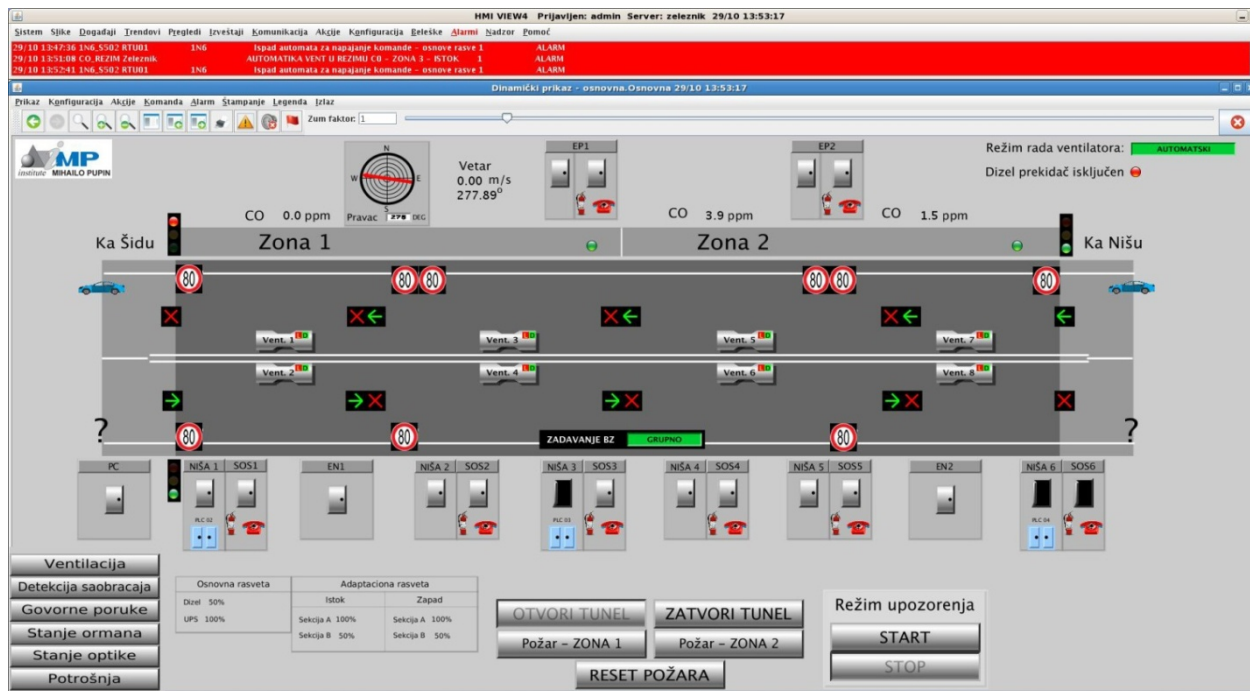 HMI VIEW4 Prijavljen: admin Server: zeleznik 29/10 13:53:17
Sistem Slike Događaji Trendovi Pregledi Izveštaji Komunikacija Akcije Konfiguracija Beleške Alarmi Nadzor Pomoć
29/10 13:47:36 1N6_S502 RTU01 1N6 Ispad automata za napajanje komande - osnove rasve 1 ALARM
29/10 13:51:08 CO_REZIM Zeleznik AUTOMATIKA VENT U REZIMU C0 - ZONA 3 - ISTOK 1 ALARM
29/10 13:52:41 1N6_S502 RTU01 1N6 Ispad automata za napajanje komande - osnove rasve 1 ALARM
Dinamički prikaz - osnovna.Osnovna 29/10 13:53:17
Prikaz Konfiguracija Akcije Komanda Alarm Štampanje Legenda Izlaz
Zum faktor: 1
IMP
institute MIHAILO PUPIN
N
W E
S
Pravac 278 DEG
Vetar
0.00 m/s
277.89°
EP1
EP2
Režim rada ventilatora: AUTOMATSKI
Dizel prekidač isključen
CO 0.0 ppm
CO 3.9 ppm
CO 1.5 ppm
Ka Šidu
Zona 1
Zona 2
Ka Nišu
80 80 80 80 80 80
Vent. 1 L D
Vent. 3 L D
Vent. 5 L D
Vent. 7 L D
Vent. 2 L D
Vent. 4 L D
Vent. 6 L D
Vent. 8 L D
? ?
80 80 80
ZADAVANJE BZ GRUPNO
PC
NIŠA 1 SOS1
EN1
NIŠA 2 SOS2
NIŠA 3 SOS3
NIŠA 4 SOS4
NIŠA 5 SOS5
EN2
NIŠA 6 SOS6
PLC 02
PLC 03
PLC 04
Ventilacija
Detekcija saobracaja
Govorne poruke
Stanje ormana
Stanje optike
Potrošnja
Osnovna rasveta
Dizel 50%
UPS 100%
Adaptaciona rasveta
Istok Zapad
Sekcija A 100% Sekcija A 100%
Sekcija B 50% Sekcija B 50%
OTVORI TUNEL
ZATVORI TUNEL
Požar - ZONA 1
Požar - ZONA 2
RESET POŽARA
Režim upozorenja
START
STOP